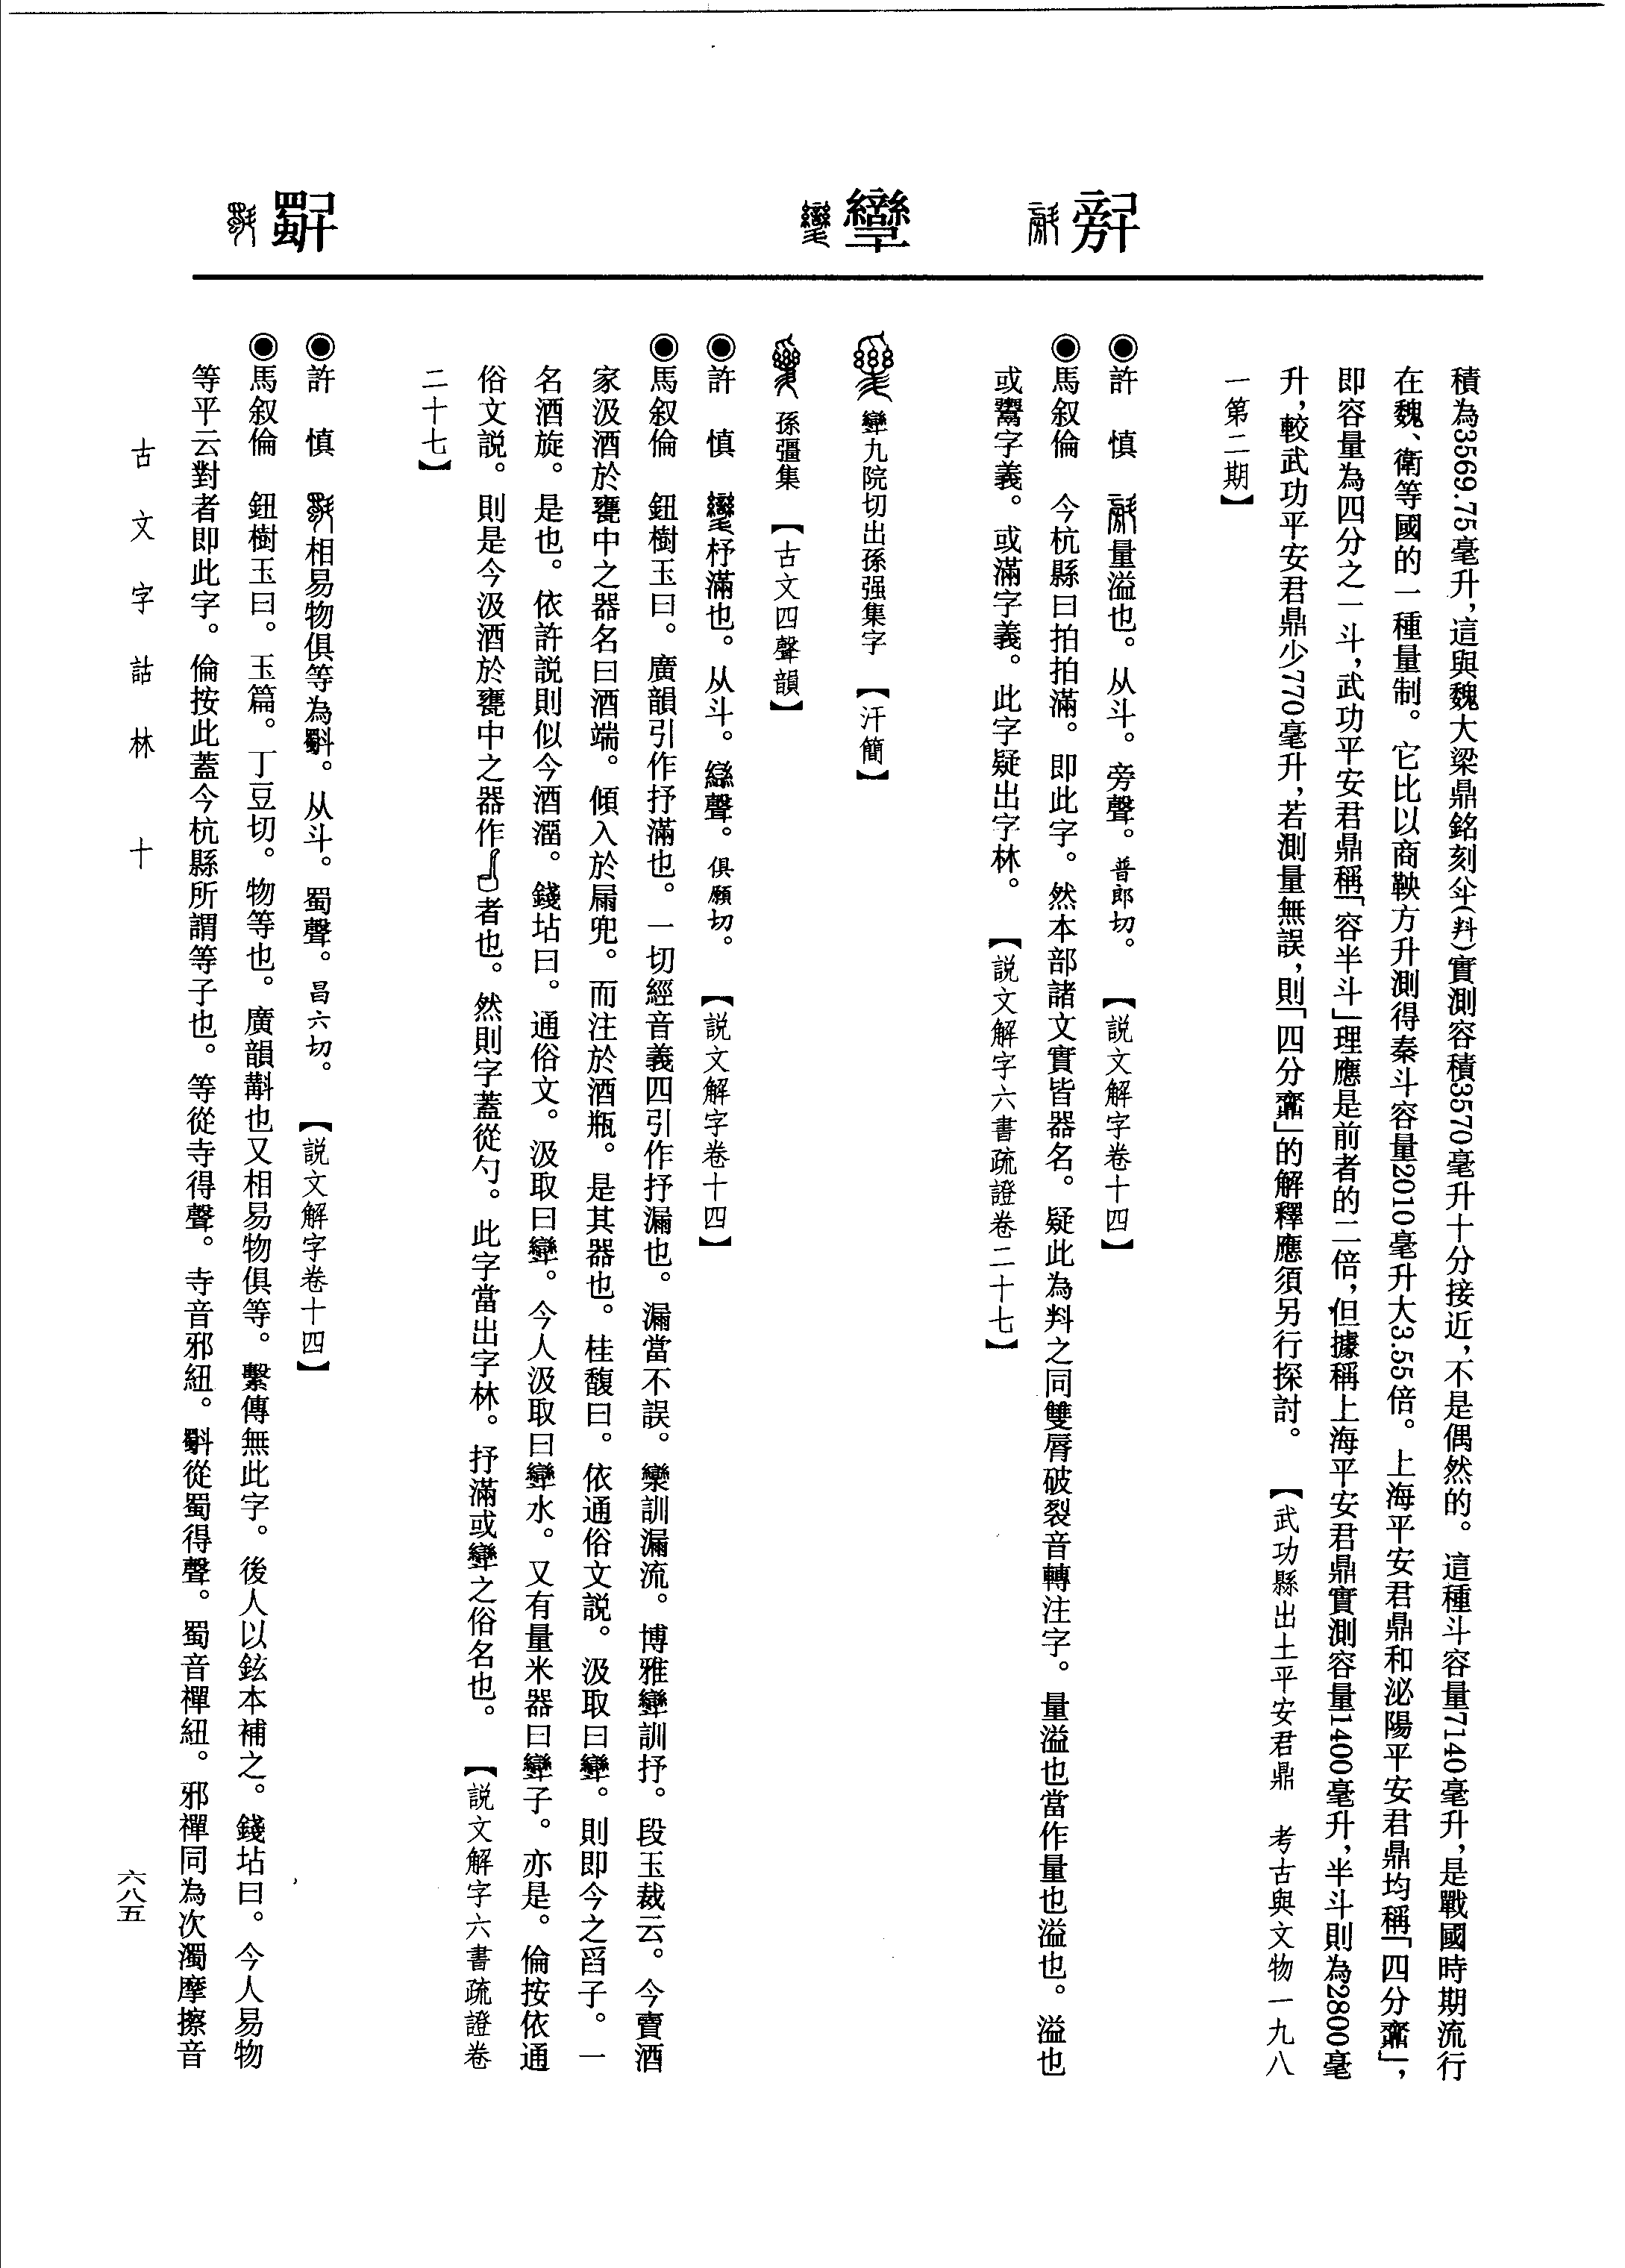 積為3569.75毫升，這與魏大梁鼎銘刻㕣（料）實測容積3570毫升十分接近，不是偶然的。這種斗容量7140毫升，是戰國時期流行
在魏、衛等國的一種量制。它比以商鞅方升測得秦斗容量2010毫升大3.55倍。上海平安君鼎和泌陽平安君鼎均稱「四分齋」，
即容量為四分之一斗，武功平安君鼎稱「容半斗」理應是前者的二倍，但據稱上海平安君鼎實測容量1400毫升，半斗則為2800毫
升，較武功平安君鼎少770毫升，若測量無誤，則「四分齋」的解釋應須另行探討。【武功縣出土平安君鼎　考古與文物一九八
一第二期】
㪵
◉許　慎　量溢也。从斗。旁聲。普郎切。【説文解字卷十四】
◉馬叙倫　今杭縣曰拍拍滿。即此字。然本部諸文實皆器名。疑此為㪵之同雙脣破裂音轉注字。量溢也當作量也溢也。溢也
或鬻字義。或滿字義。此字疑出字林。【説文解字六書疏證卷二十七】
㪻
㪻九院切出孫强集字【汗簡】
孫彊集【古文四聲韻】
◉許　慎　杼滿也。从斗。䜌聲。俱願切。【説文解字卷十四】
◉馬叙倫　鈕樹玉曰。廣韻引作抒滿也。一切經音義四引作抒漏也。漏當不誤。欒訓漏流。博雅㪻訓抒。段玉裁云。今賣酒
家汲酒於甕中之器名曰酒端。傾入於屚兜。而注於酒瓶。是其器也。桂馥曰。依通俗文説。汲取曰㪻。則即今之舀子。一
名酒旋。是也。依許説則似今酒㴔。錢坫曰。通俗文。汲取曰㪻。今人汲取曰㪻水。又有量米器曰㪻子。亦是。倫按依通
俗文説。則是今汲酒於甕中之器作者也。然則字蓋從勺。此字當出字林。抒滿或㪻之俗名也。【説文解字六書疏證卷
二十七】
㪽
◉許　慎　相易物俱等為㪽。从斗。蜀聲。昌六切。【説文解字卷十四】
◉馬叙倫　鈕樹玉曰。玉篇。丁豆切。物等也。廣韻斠也又相易物俱等。繫傳無此字。後人以鉉本補之。錢坫曰。今人易物
等平云對者即此字。倫按此蓋今杭縣所謂等子也。等從寺得聲。寺音邪紐。㪽從蜀得聲。蜀音禪紐。邪禪同為次濁摩擦音
古文字詁林　十
六八五